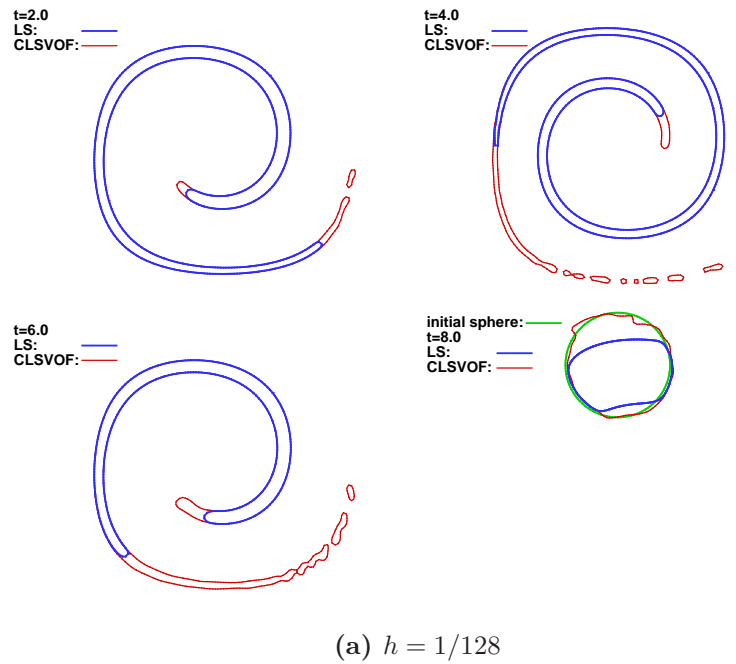 t=2.0
LS:
CLSVOF:
t=4.0
LS:
CLSVOF:
t=6.0
LS:
CLSVOF:
initial sphere:
t=8.0
LS:
CLSVOF:
(a) h = 1/128